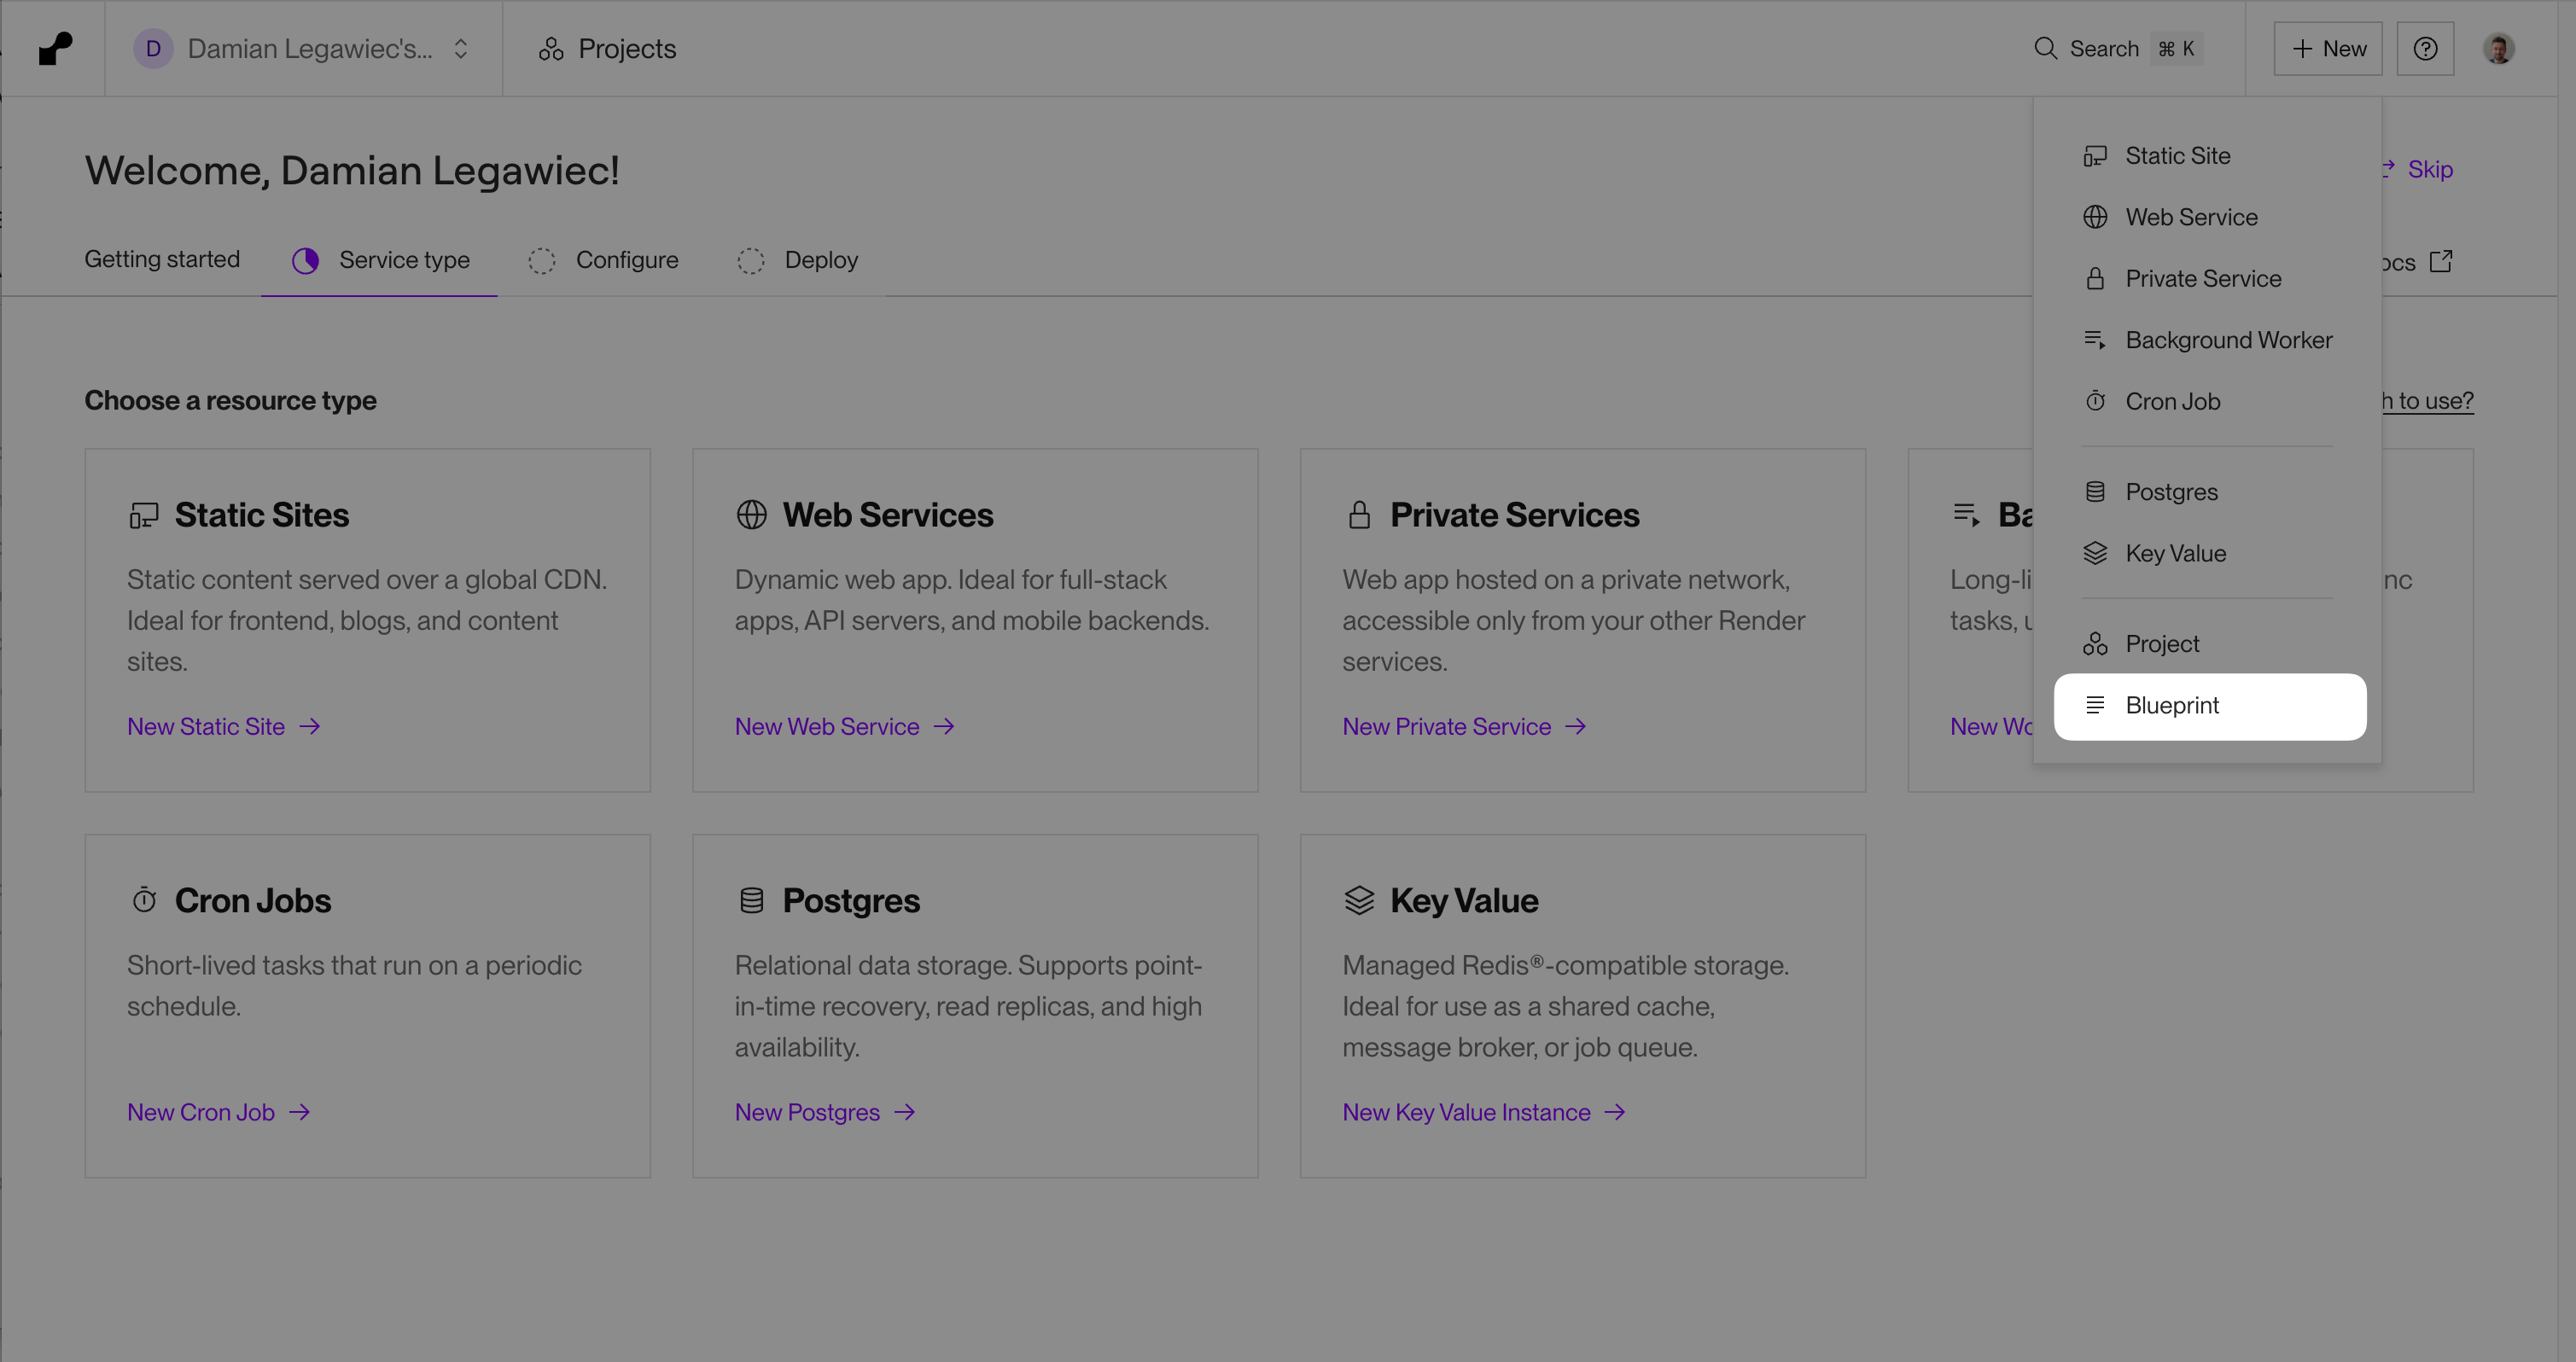 D Damian Legawiec's...
Projects
Search ⌘ K
+ New
Welcome, Damian Legawiec!
Skip
Getting started
Service type
Configure
Deploy
ocs
Static Site
Web Service
Private Service
Background Worker
Cron Job
Postgres
Key Value
Project
Blueprint
Choose a resource type
h to use?
Static Sites
Static content served over a global CDN.
Ideal for frontend, blogs, and content
sites.
New Static Site →
Web Services
Dynamic web app. Ideal for full-stack
apps, API servers, and mobile backends.
New Web Service →
Private Services
Web app hosted on a private network,
accessible only from your other Render
services.
New Private Service →
Ba
Long-li
nc
tasks, u
New Wo
Cron Jobs
Short-lived tasks that run on a periodic
schedule.
New Cron Job →
Postgres
Relational data storage. Supports point-
in-time recovery, read replicas, and high
availability.
New Postgres →
Key Value
Managed Redis®-compatible storage.
Ideal for use as a shared cache,
message broker, or job queue.
New Key Value Instance →